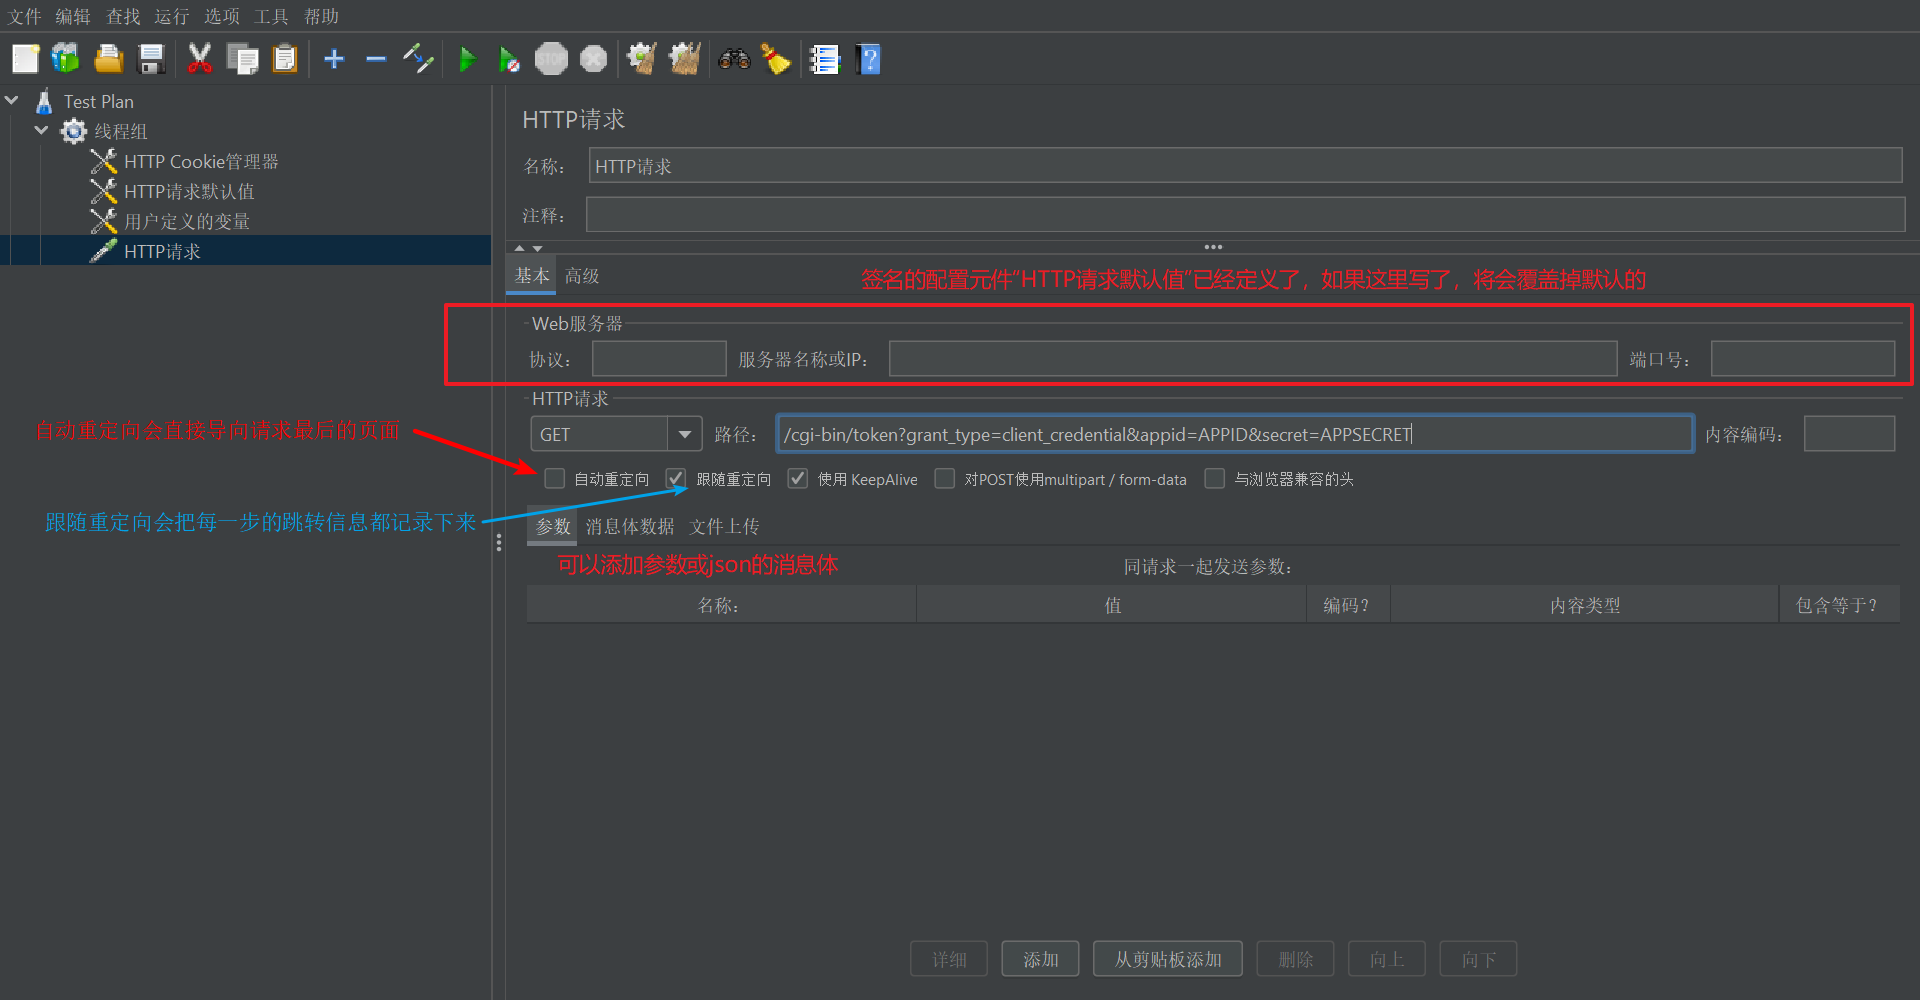 文件 编辑 查找 运行 选项 工具 帮助
Test Plan
线程组
HTTP Cookie管理器
HTTP请求默认值
用户定义的变量
HTTP请求
HTTP请求
名称： HTTP请求
注释：
基本 高级
签名的配置元件“HTTP请求默认值”已经定义了，如果这里写了，将会覆盖掉默认的
Web服务器
协议： 服务器名称或IP： 端口号：
HTTP请求
GET 路径： /cgi-bin/token?grant_type=client_credential&appid=APPID&secret=APPSECRET 内容编码：
自动重定向会直接导向请求最后的页面
自动重定向 跟随重定向 使用 KeepAlive 对POST使用multipart / form-data 与浏览器兼容的头
跟随重定向会把每一步的跳转信息都记录下来
参数 消息体数据 文件上传
可以添加参数或json的消息体
同请求一起发送参数：
名称： 值 编码？ 内容类型 包含等于？
详细 添加 从剪贴板添加 删除 向上 向下